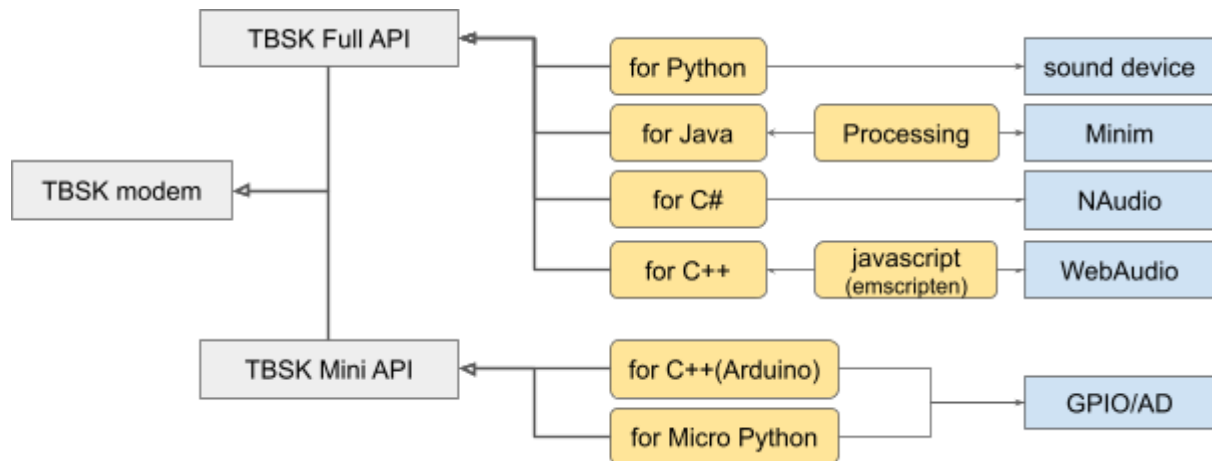 TBSK Full API
for Python
sound device
for Java
Processing
Minim
TBSK modem
for C#
NAudio
for C++
javascript
(emscripten)
WebAudio
TBSK Mini API
for C++(Arduino)
GPIO/AD
for Micro Python